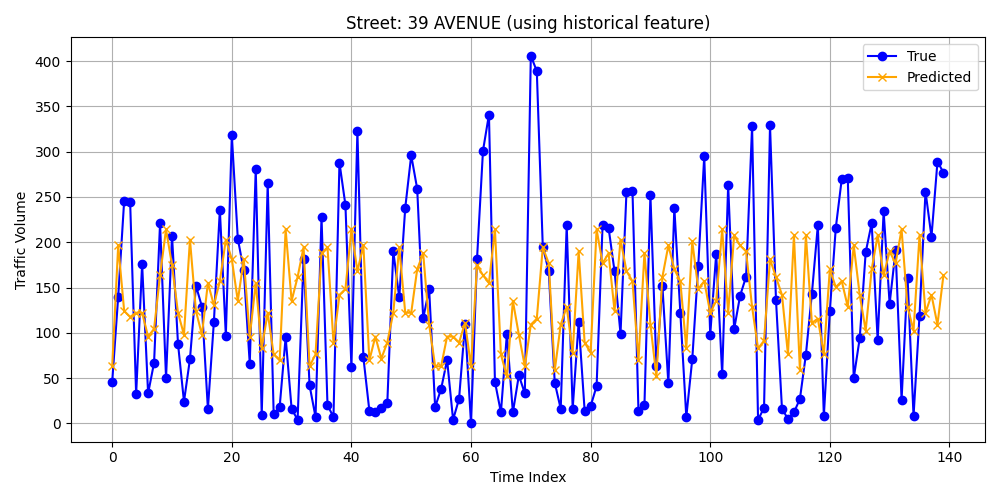 Street: 39 AVENUE (using historical feature)
True
Predicted
Traffic Volume
400
350
300
250
200
150
100
50
0
0 20 40 60 80 100 120 140
Time Index